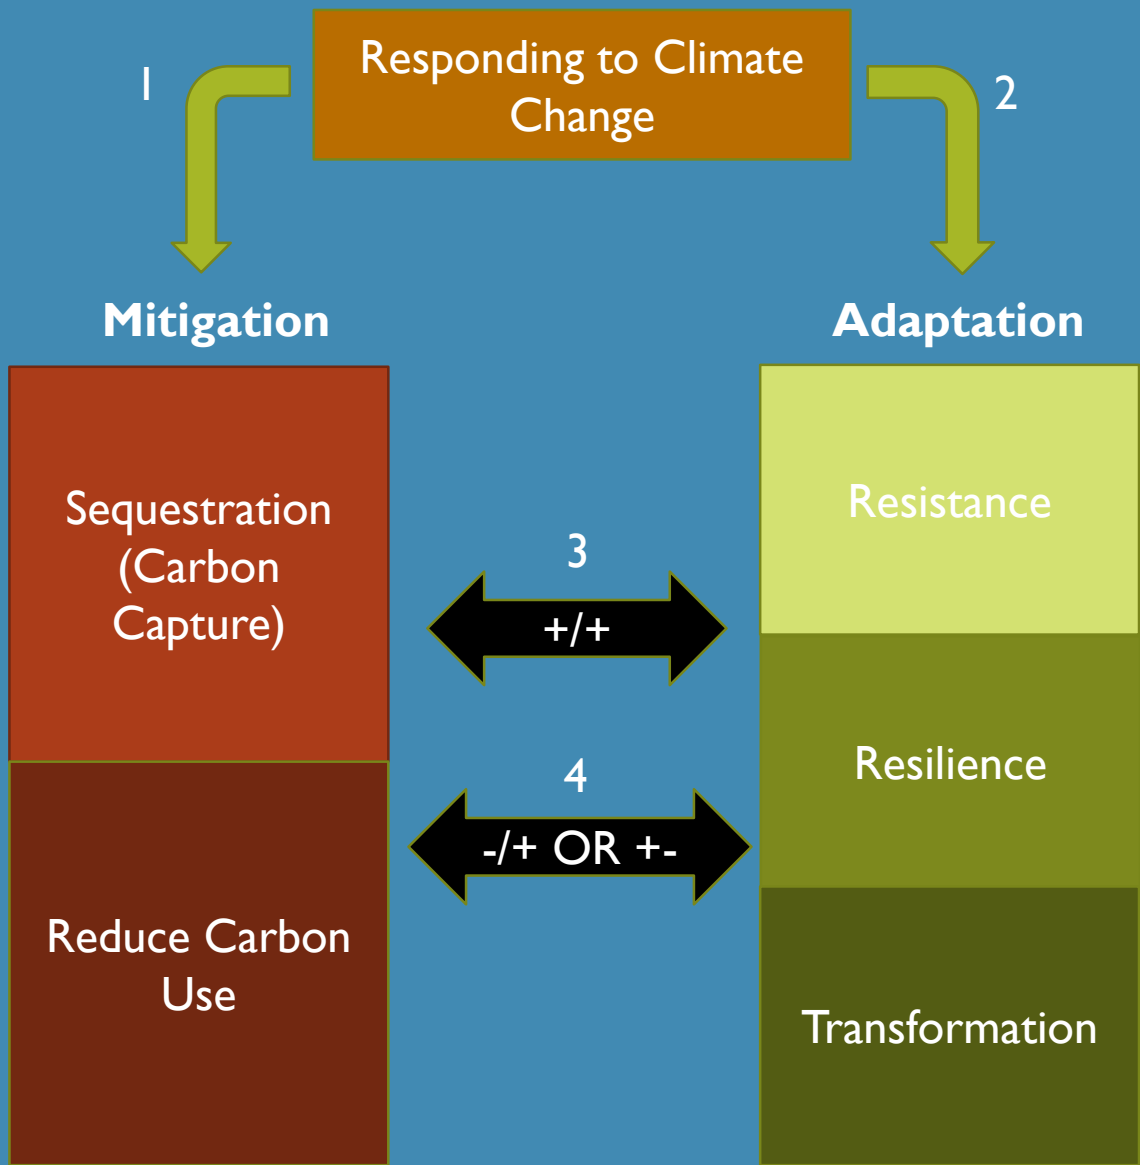 Responding to Climate
Change
1
2
Mitigation
Adaptation
Sequestration
(Carbon
Capture)
Resistance
3
+/+
Resilience
4
-/+ OR +-
Reduce Carbon
Use
Transformation